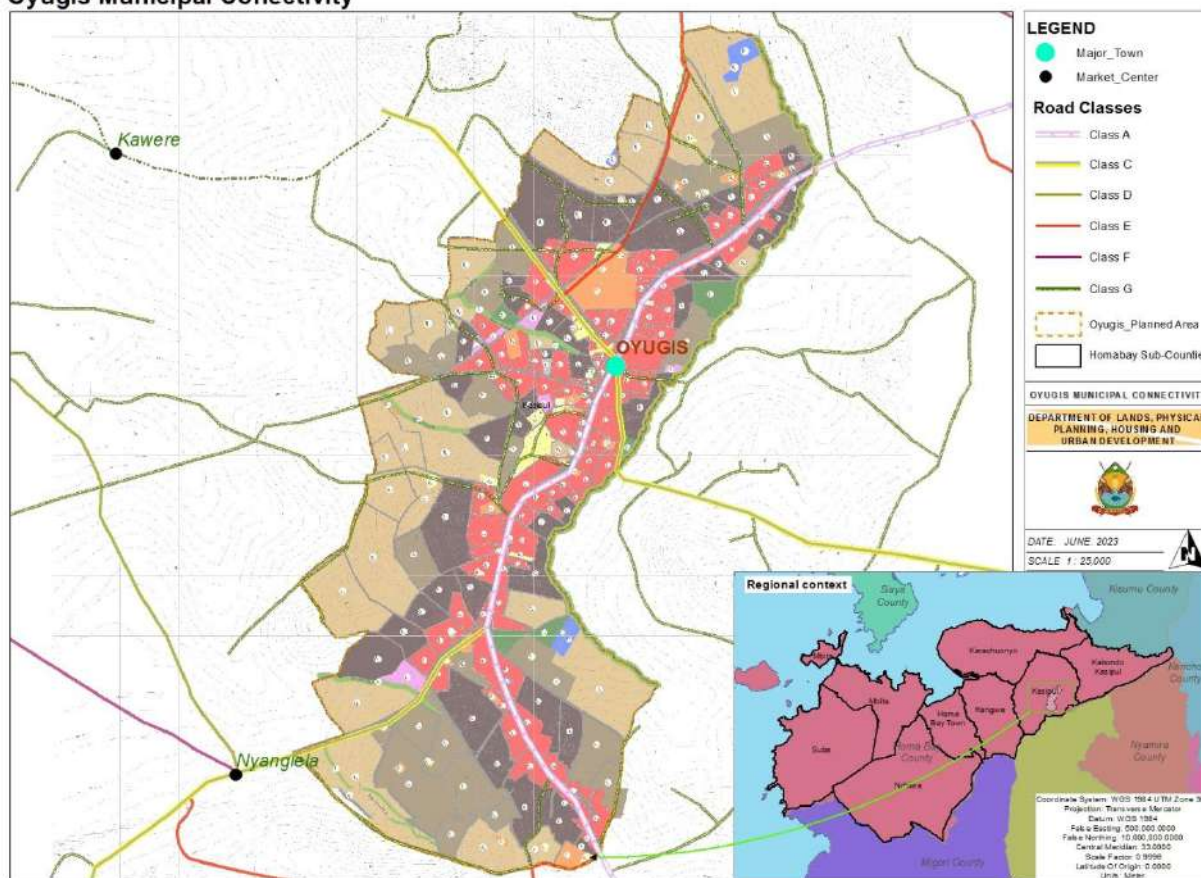 Oyugis Municipal Conectivity
Kawere
OYUGIS
Kasipul
Nyangiela
LEGEND
Major_Town
Market_Center
Road Classes
Class A
Class C
Class D
Class E
Class F
Class G
Oyugis_Planned Area
Homabay Sub-Countie
OYUGIS MUNICIPAL CONNECTIVIT
DEPARTMENT OF LANDS, PHYSICAL
PLANNING, HOUSING AND
URBAN DEVELOPMENT
DATE: JUNE 2023
SCALE 1 : 25,000
N
Regional context
Siaya
County
Kisumu County
Karachuonyo
Kabondo
Kasipul
Kasipul
Mbita
Rangwe
Homa
Bay Town
Suba
Homa Bay
County
Ndhiwa
Nyamira
County
Migori County
Coordinate System: WGS 1984 UTM Zone 3
Projection: Transverse Mercator
Datum: WGS 1984
False Easting: 500,000.0000
False Northing: 10,000,000.0000
Central Meridian: 33.0000
Scale Factor: 0.9996
Latitude Of Origin: 0.0000
Units: Meter